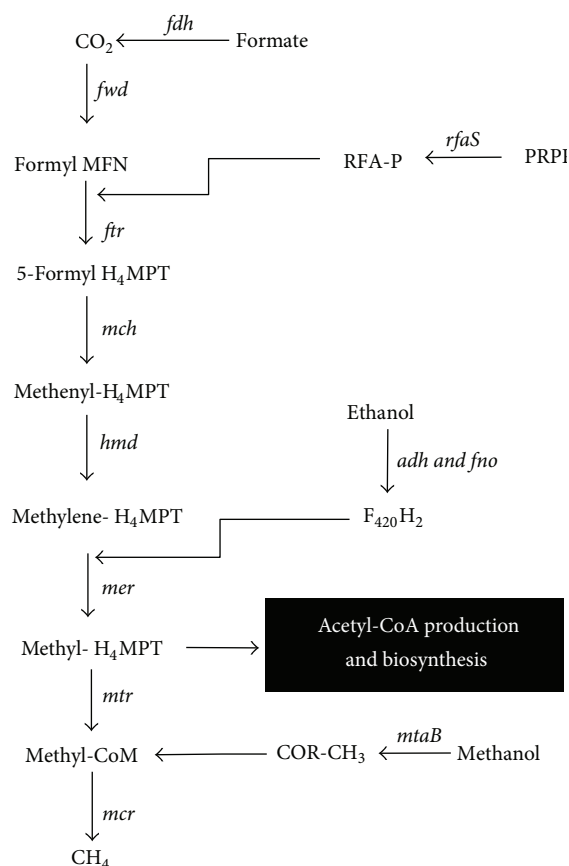 CO₂ fdh Formate
fwd
Formyl MFN RFA-P rfaS
ftr
5-Formyl H₄MPT
mch
Methenyl-H₄MPT
hmd
Ethanol
adh and fno
Methylene- H₄MPT F₄₂₀H₂
mer
Methyl- H₄MPT
Acetyl-CoA production
and biosynthesis
mtr
Methyl-CoM COR-CH₃ mtaB Methanol
mcr
CH₄